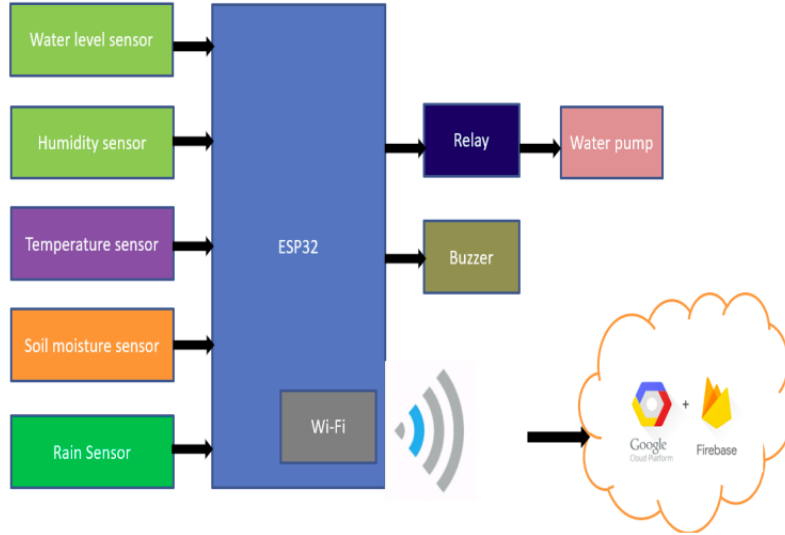 Water level sensor
Humidity sensor
Temperature sensor
Soil moisture sensor
Rain Sensor
ESP32
Wi-Fi
Relay
Water pump
Buzzer
+
Google
Cloud Platform
Firebase